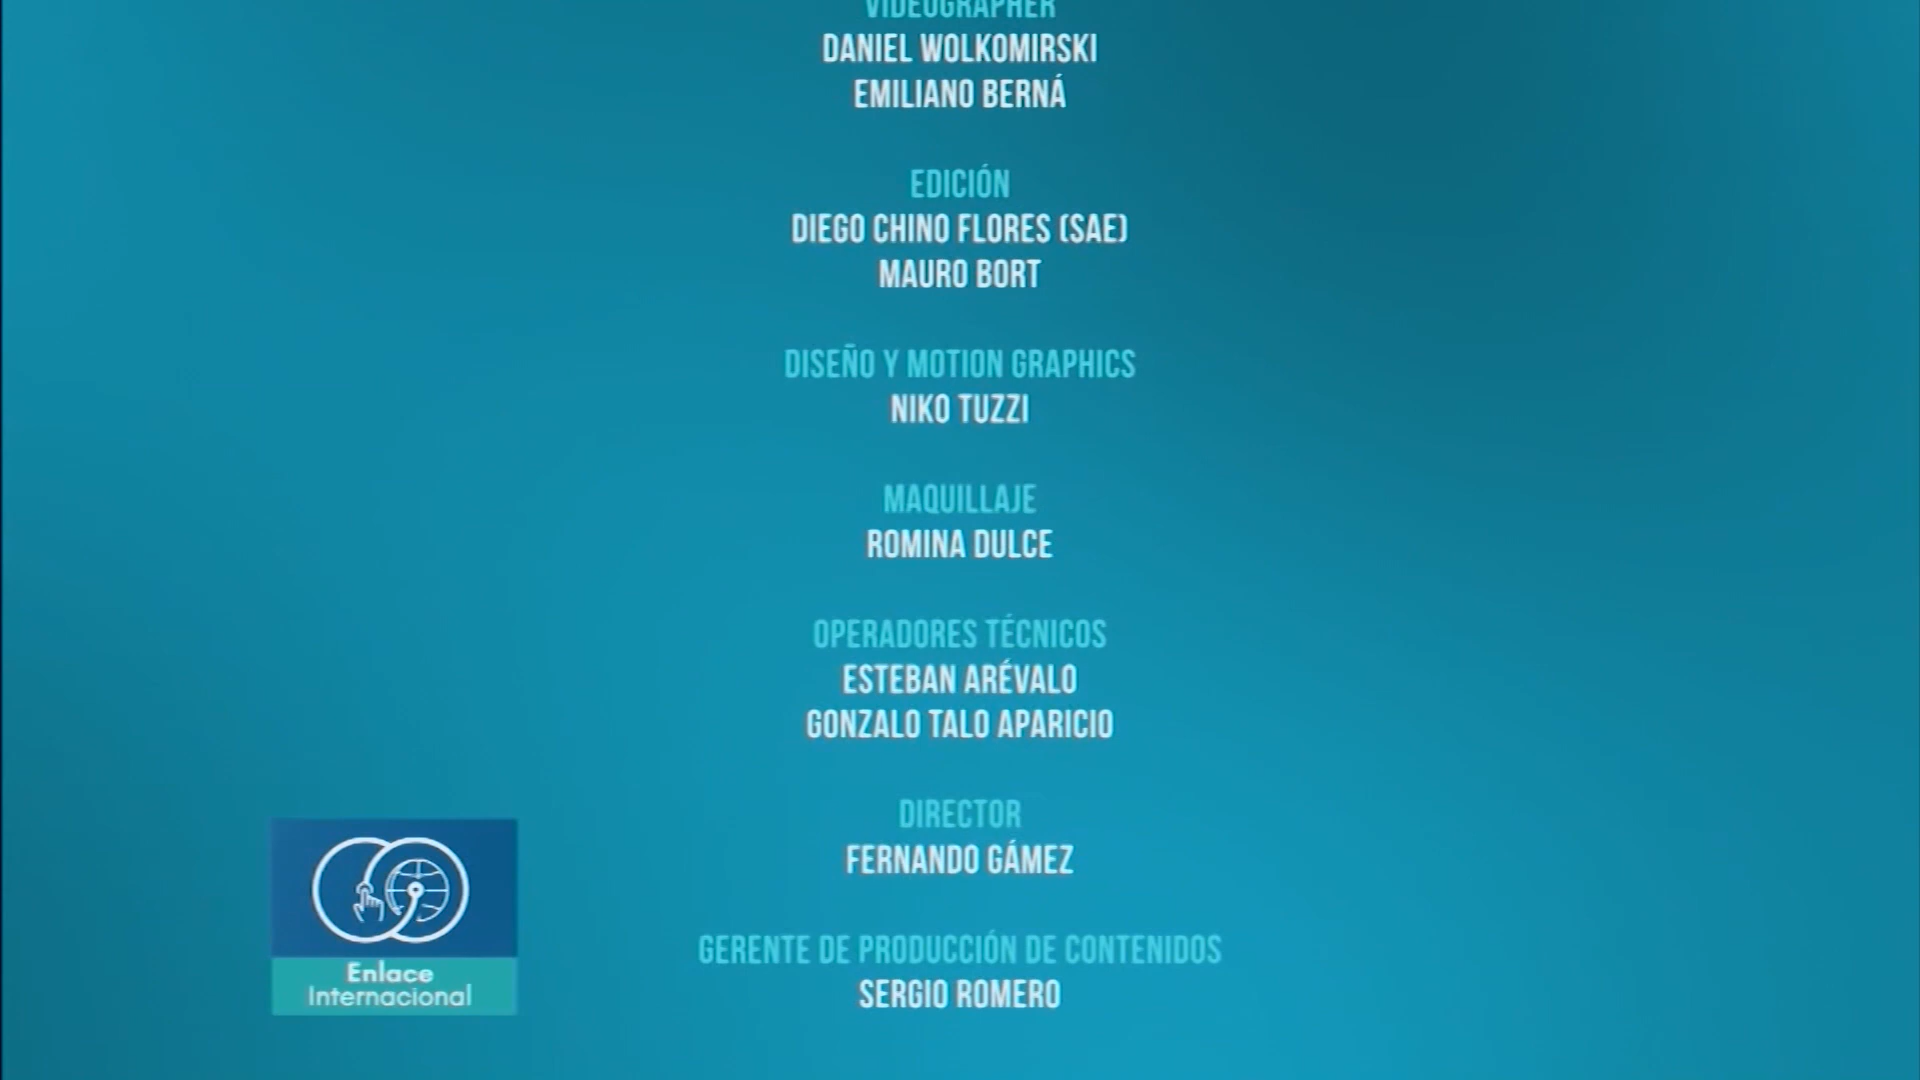 VIDEOGRAPHER
DANIEL WOLKOMIRSKI
EMILIANO BERNÁ
EDICIÓN
DIEGO CHINO FLORES (SAE)
MAURO BORT
DISEÑO Y MOTION GRAPHICS
NIKO TUZZI
MAQUILLAJE
ROMINA DULCE
OPERADORES TÉCNICOS
ESTEBAN ARÉVALO
GONZALO TALO APARICIO
DIRECTOR
FERNANDO GÁMEZ
GERENTE DE PRODUCCIÓN DE CONTENIDOS
SERGIO ROMERO
Enlace
Internacional